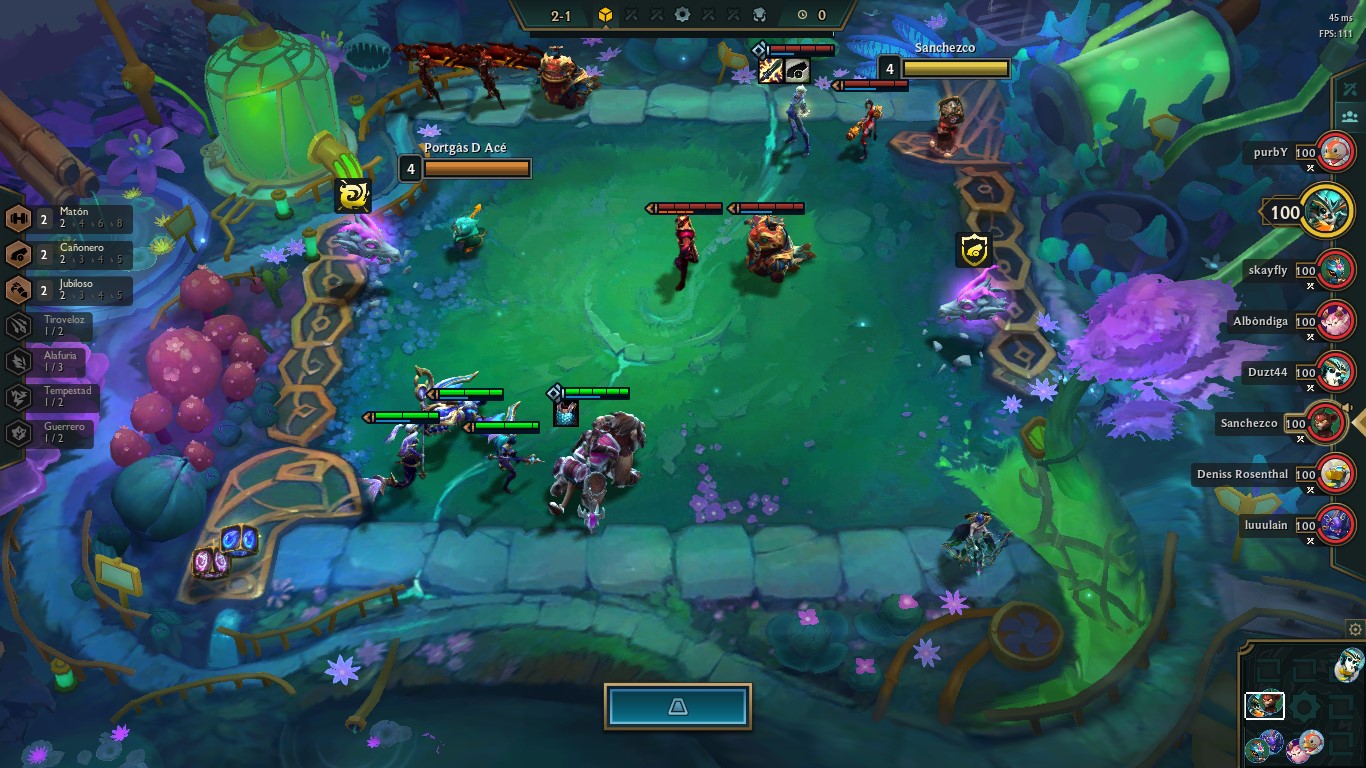 2-1
0
45 ms
FPS: 111
Sanchezco
4
Portgàs D Acé
4
2 Matón
2 4 6 8
2 Cañonero
2 3 4 5
2 Jubiloso
2 3 4 5
Tiroveloz
1 / 2
Alafuria
1 / 3
Tempestad
1 / 2
Guerrero
1 / 2
purbY 100
100
skayfly 100
Albòndiga 100
Duzt44 100
Sanchezco 100
Deniss Rosenthal 100
luuulain 100